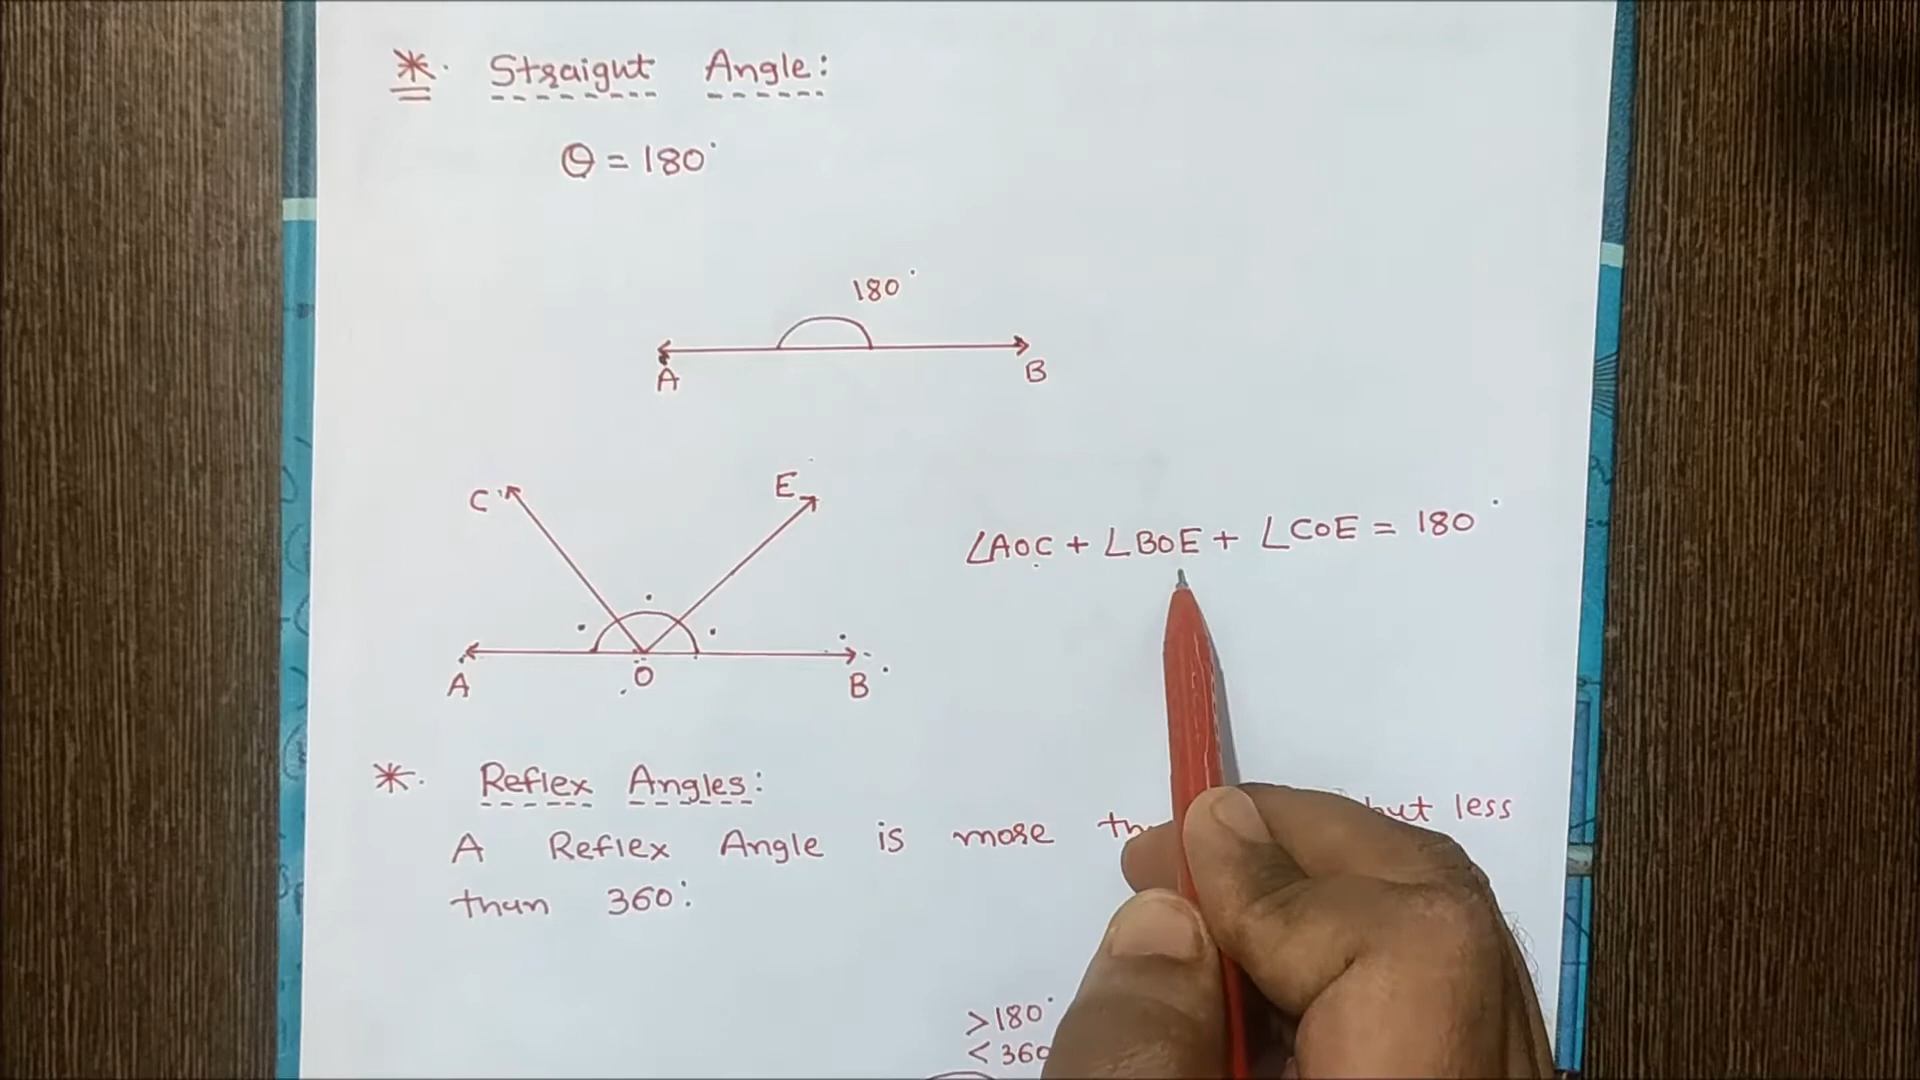 *. Straight Angle:
θ = 180°
180°
A B
C E
∠AOC + ∠BOE + ∠COE = 180°
A O B
*. Reflex Angles:
A Reflex Angle is more but less
than 360°.
>180°
< 360